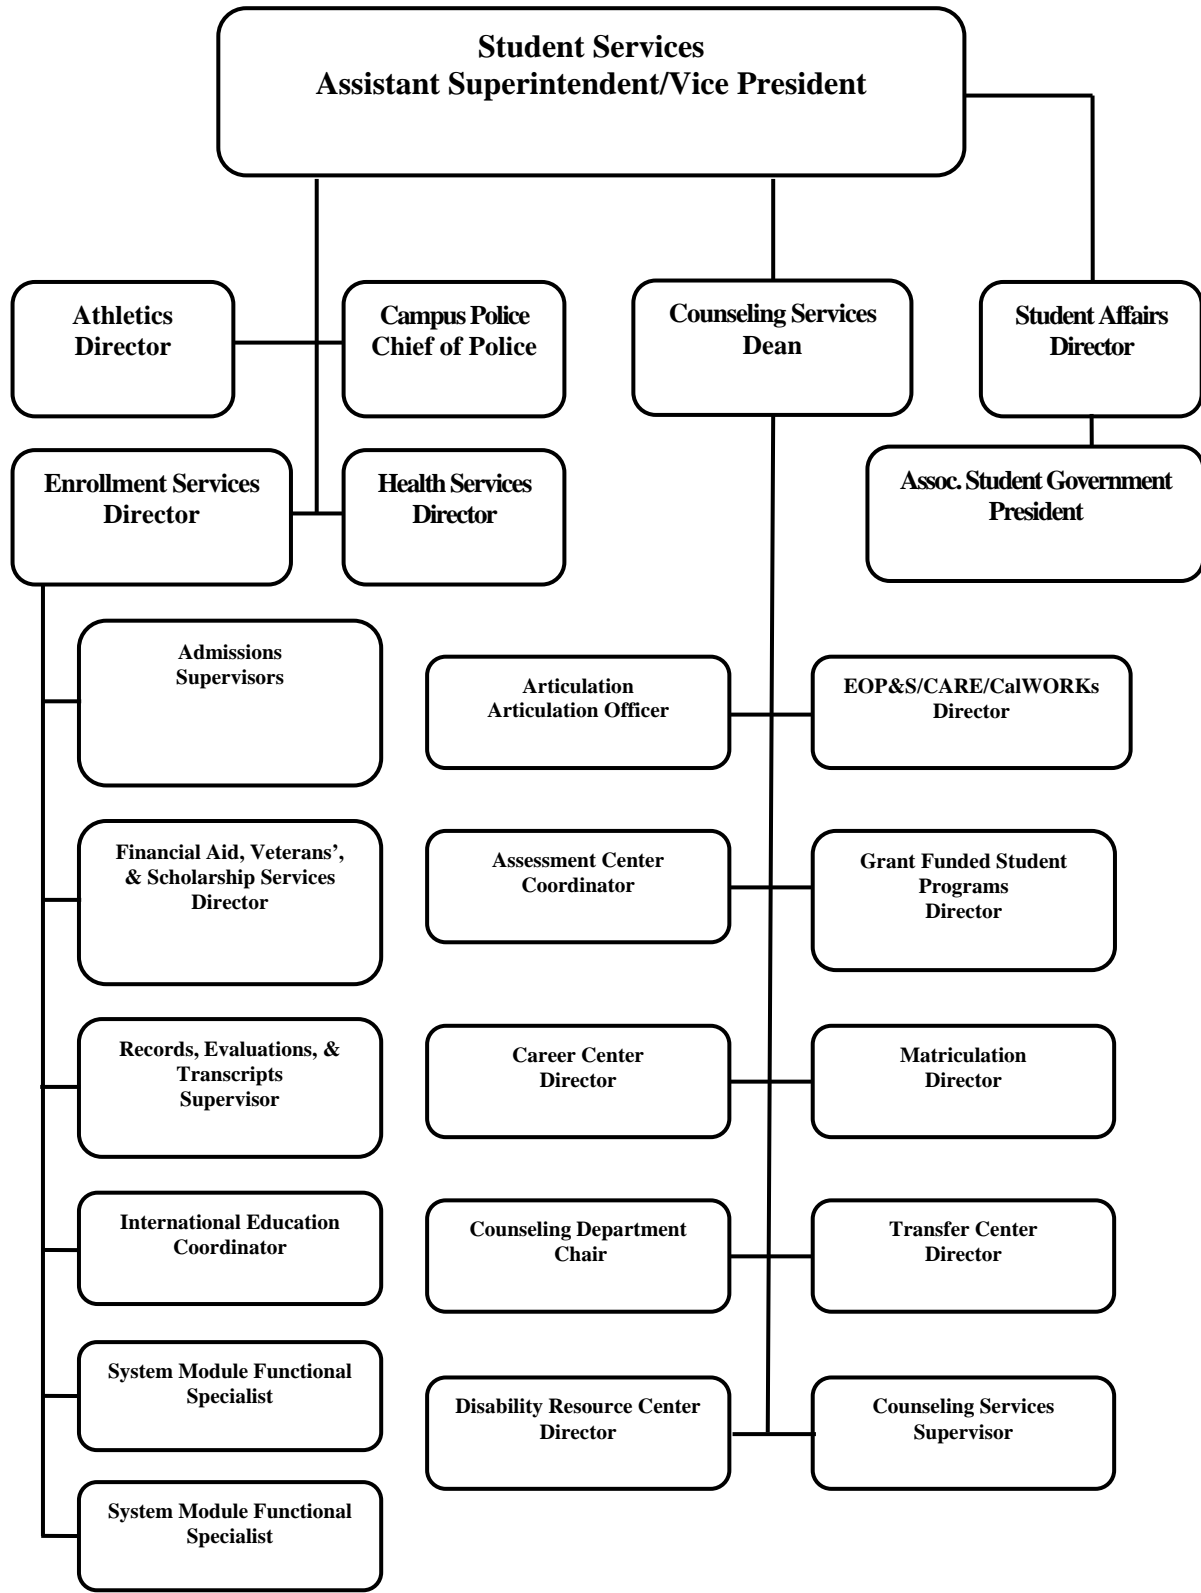 Student Services
Assistant Superintendent/Vice President
Athletics
Director
Campus Police
Chief of Police
Counseling Services
Dean
Student Affairs
Director
Enrollment Services
Director
Health Services
Director
Assoc. Student Government
President
Admissions
Supervisors
Financial Aid, Veterans’,
& Scholarship Services
Director
Records, Evaluations, &
Transcripts
Supervisor
International Education
Coordinator
System Module Functional
Specialist
System Module Functional
Specialist
Articulation
Articulation Officer
EOP&S/CARE/CalWORKs
Director
Assessment Center
Coordinator
Grant Funded Student
Programs
Director
Career Center
Director
Matriculation
Director
Counseling Department
Chair
Transfer Center
Director
Disability Resource Center
Director
Counseling Services
Supervisor